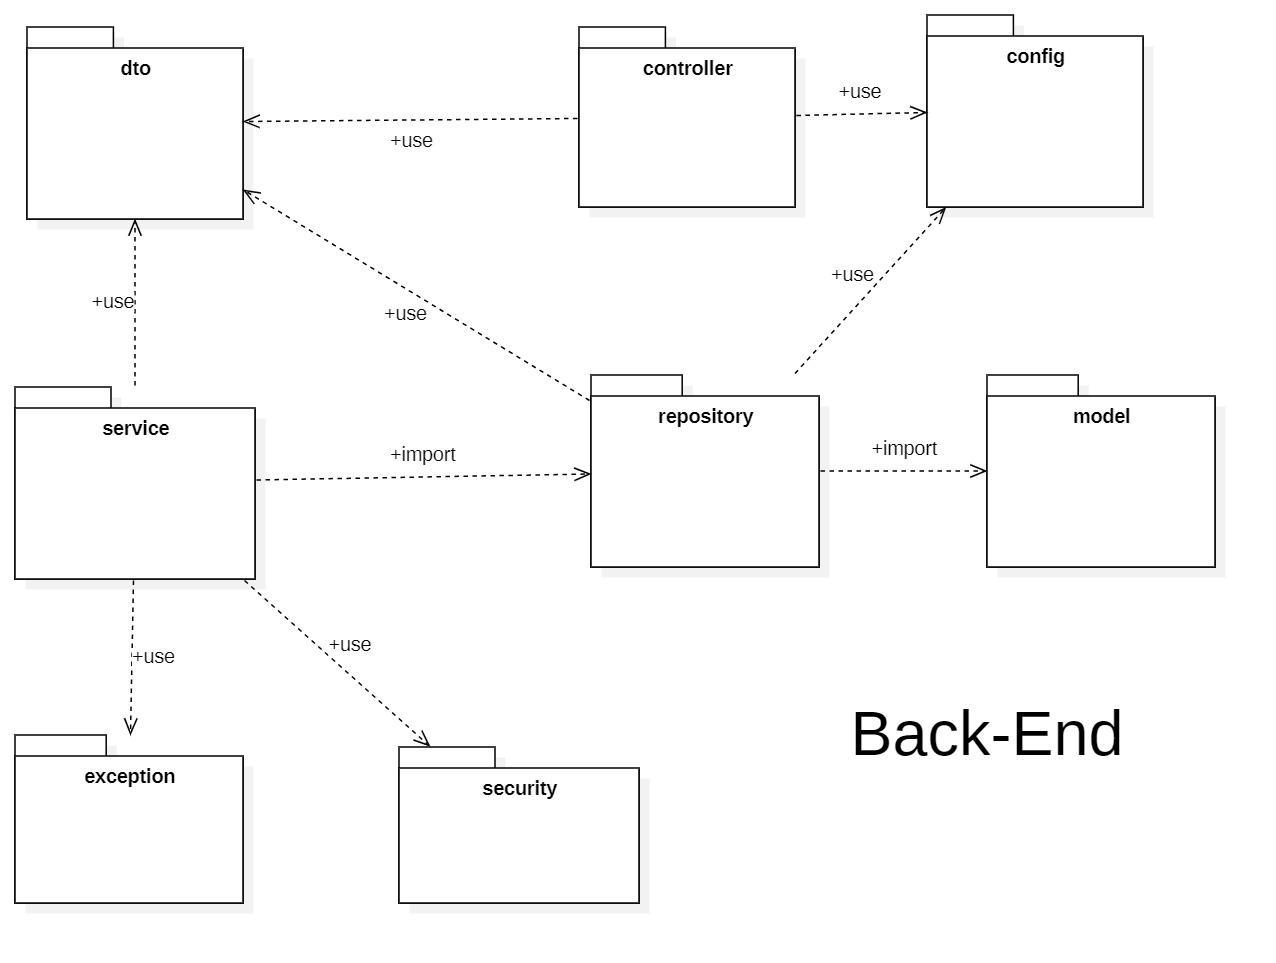 dto
controller
config
+use
+use
+use
+use
+use
service
repository
model
+import
+import
+use
+use
exception
security
Back-End